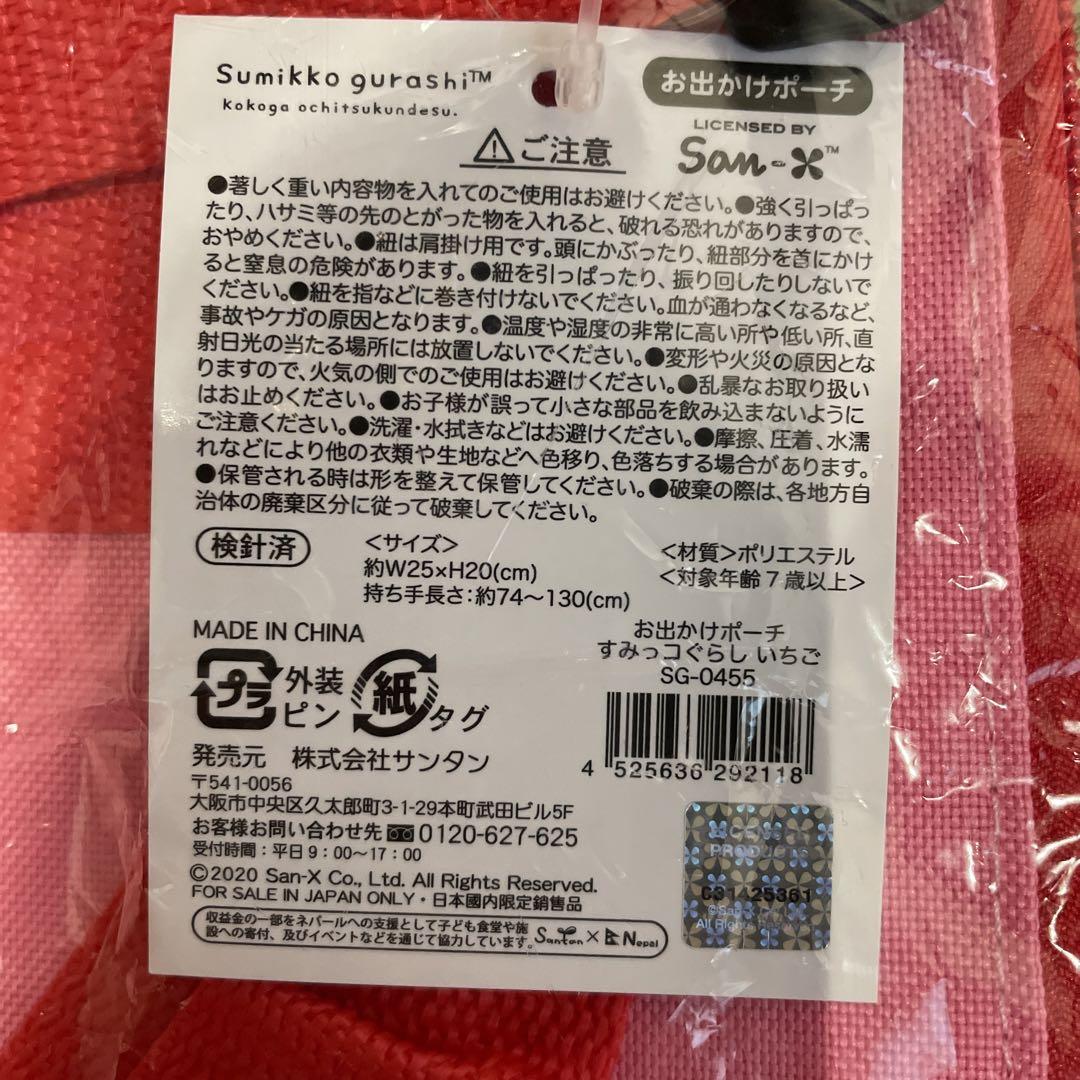 Sumikko gurashi™
kokoga ochitsukundesu.
お出かけポーチ
LICENSED BY
San-X™
⚠ご注意
●著しく重い内容物を入れてのご使用はお避けください。●強く引っぱっ
たり、ハサミ等の先のとがった物を入れると、破れる恐れがありますので、
おやめください。●紐は肩掛け用です。頭にかぶったり、紐部分を首にかけ
ると窒息の危険があります。●紐を引っぱったり、振り回したりしないで
ください。●紐を指などに巻き付けないでください。血が通わなくなるなど、
事故やケガの原因となります。●温度や湿度の非常に高い所や低い所、直
射日光の当たる場所には放置しないでください。●変形や火災の原因とな
りますので、火気の側でのご使用はお避けください。●乱暴なお取り扱い
はお止めください。●お子様が誤って小さな部品を飲み込まないように
ご注意ください。●洗濯・水拭きなどはお避けください。●摩擦、圧着、水濡
れなどにより他の衣類や生地などへ色移り、色落ちする場合があります。
●保管される時は形を整えて保管してください。●破棄の際は、各地方自
治体の廃棄区分に従って破棄してください。
検針済
<サイズ>
約W25×H20(cm)
持ち手長さ:約74〜130(cm)
<材質>ポリエステル
<対象年齢7歳以上>
MADE IN CHINA
プラ 外装 ピン
紙 タグ
お出かけポーチ
すみっコぐらし いちご
SG-0455
4 525636 292118
発売元 株式会社サンタン
〒541-0056
大阪市中央区久太郎町3-1-29本町武田ビル5F
お客様お問い合わせ先 0120-627-625
受付時間:平日9:00〜17:00
©2020 San-X Co., Ltd. All Rights Reserved.
FOR SALE IN JAPAN ONLY・日本国内限定銷售品
収益金の一部をネパールへの支援として子ども食堂や施
設への寄付、及びイベントなどを通じて協力しています。Santan×Nepal
C31425361
All Rights